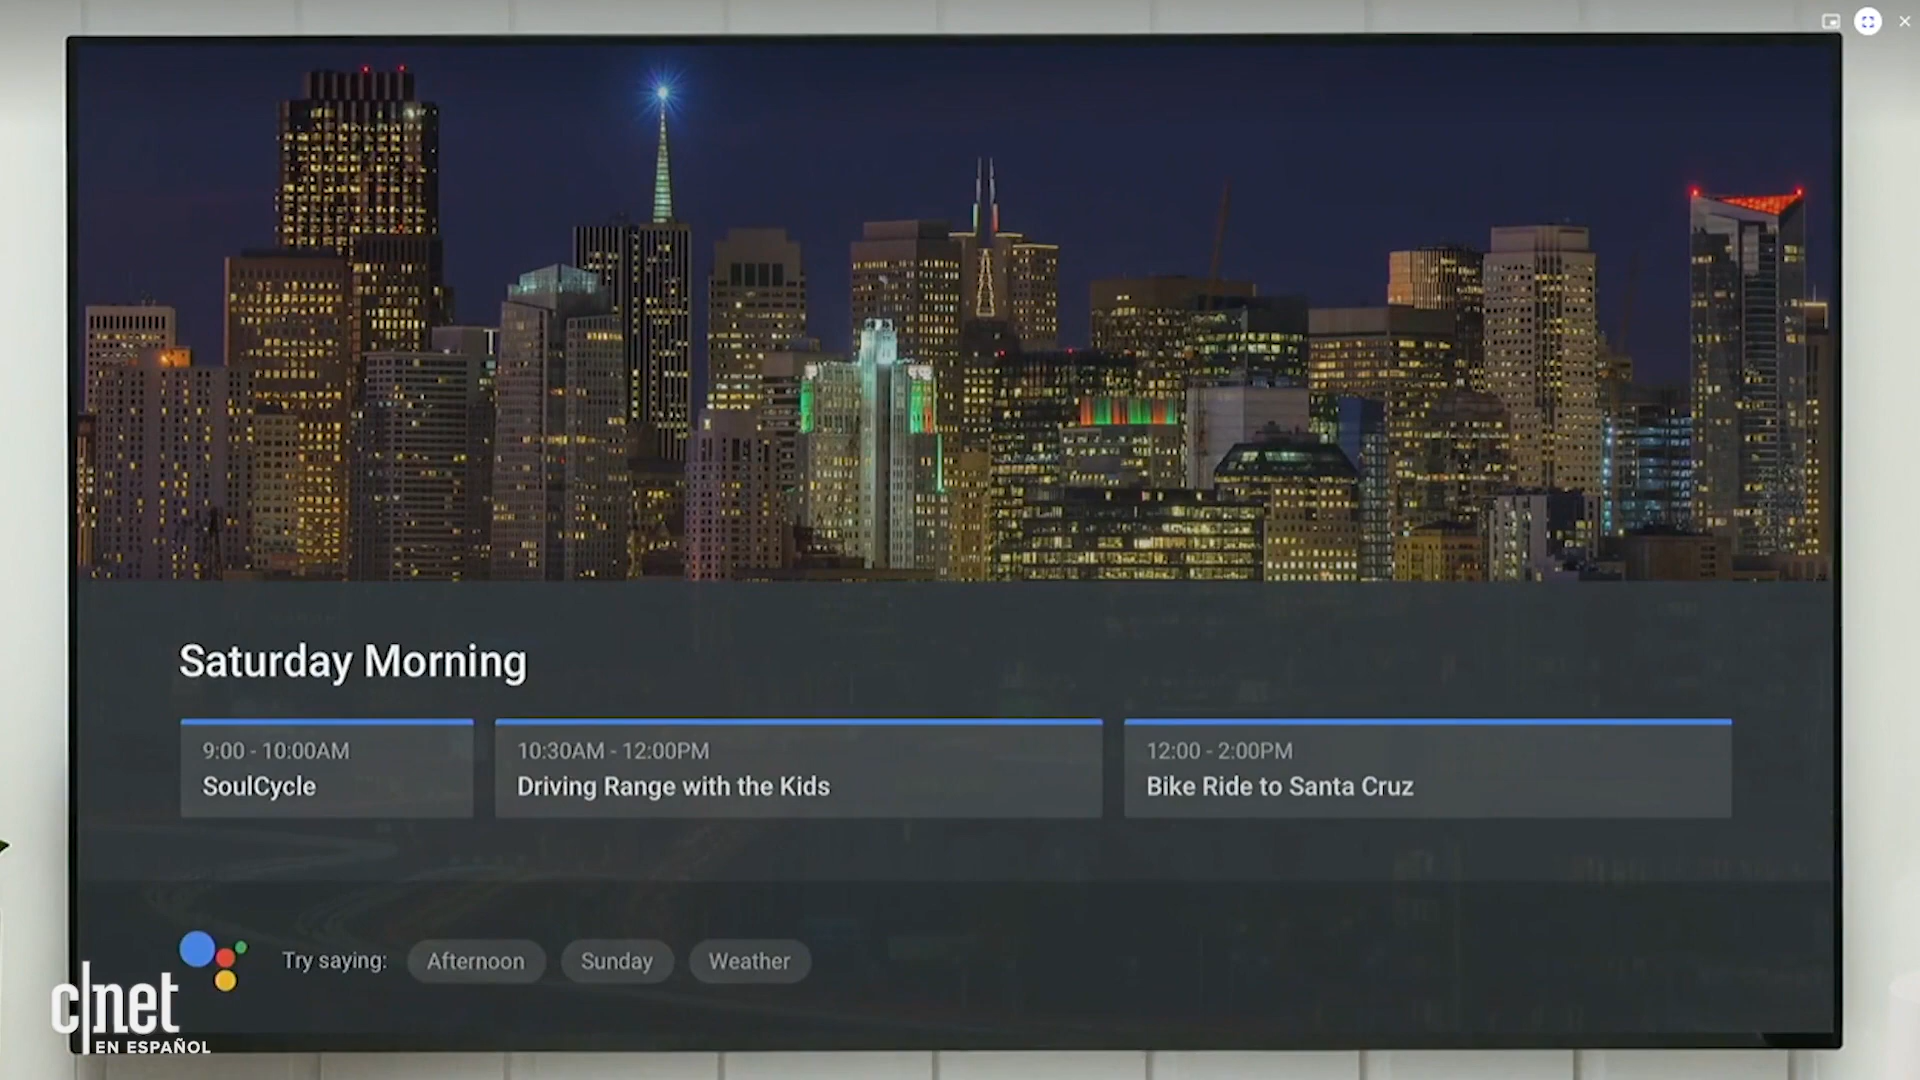 Saturday Morning
9:00 - 10:00AM
SoulCycle
10:30AM - 12:00PM
Driving Range with the Kids
12:00 - 2:00PM
Bike Ride to Santa Cruz
Try saying:
Afternoon
Sunday
Weather
c|net
EN ESPAÑOL